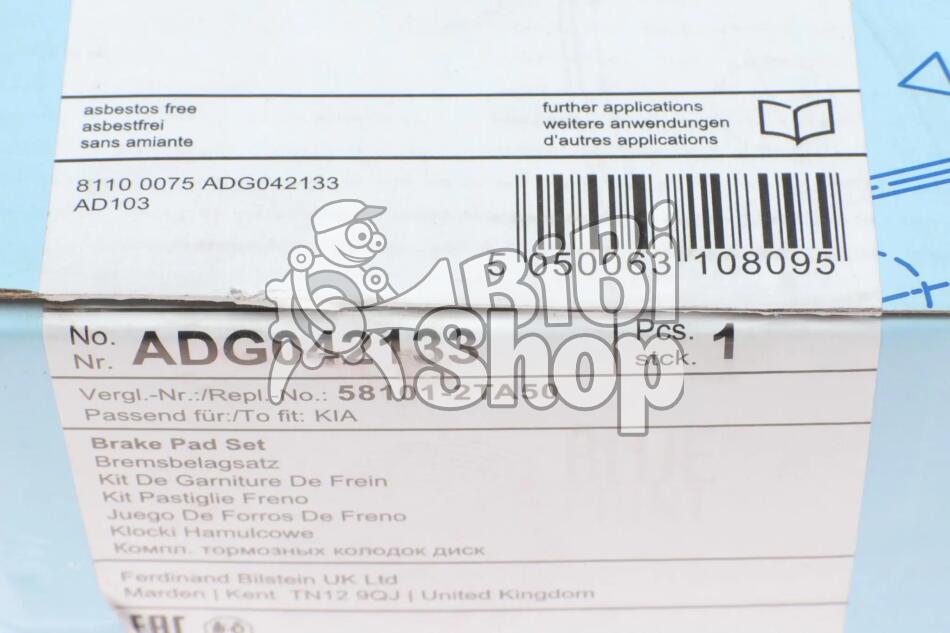 asbestos free
asbestfrei
sans amiante
further applications
weitere anwendungen
d'autres applications
8110 0075 ADG042133
AD103
5 050063 108095
BiBi
Shop
No.
Nr.
ADG042133
Pcs.
stck.
1
Vergl.-Nr.:/Repl.-No.: 58101-2TA50
Passend für:/To fit: KIA
Brake Pad Set
Bremsbelagsatz
Kit De Garniture De Frein
Kit Pastiglie Freno
Juego De Forros De Freno
Klocki Hamulcowe
Компл. тормозных колодок диск
Ferdinand Bilstein UK Ltd
Marden | Kent TN12 9QJ | United Kingdom